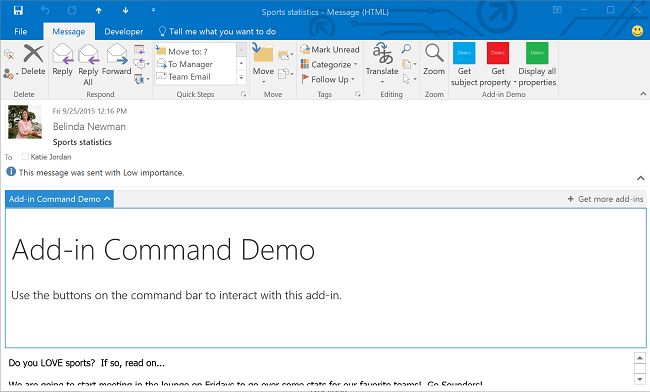 Sports statistics - Message (HTML)
File Message Developer Tell me what you want to do
Delete
Reply
Reply All
Forward
Move to: ?
To Manager
Team Email
Move
Mark Unread
Categorize
Follow Up
Translate
Zoom
Demo
Get subject
Demo
Get property
Demo
Display all properties
Delete Respond Quick Steps Move Tags Editing Zoom Add-in Demo
Fri 9/25/2015 12:16 PM
Belinda Newman
Sports statistics
To Katie Jordan
This message was sent with Low importance.
Add-in Command Demo + Get more add-ins
Add-in Command Demo
Use the buttons on the command bar to interact with this add-in.
Do you LOVE sports? If so, read on...
We are going to start meeting in the lounge on Fridays to go over some stats for our favorite teams! Go Sounders!